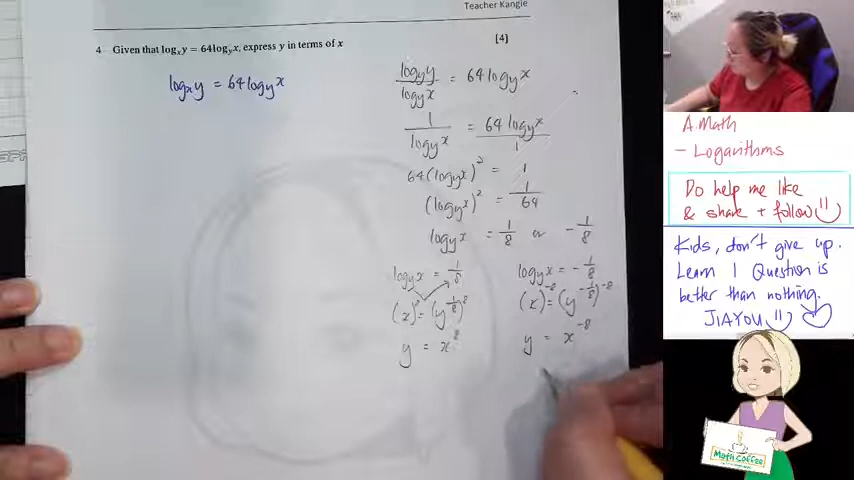 Teacher Kangie
4 Given that logₓy = 64logᵧx, express y in terms of x [4]
logₓy = 64logᵧx
logᵧy / logᵧx = 64logᵧx
1 / logᵧx = 64logᵧx / 1
64(logᵧx)² = 1
(logᵧx)² = 1/64
logᵧx = 1/8 or -1/8
logᵧx = 1/8
(x)⁸ = (y^(1/8))⁸
y = x⁸
logᵧx = -1/8
(x)⁻⁸ = (y^(-1/8))⁻⁸
y = x⁻⁸
A.Math
- Logarithms
Do help me like
& share + follow
Kids, don't give up.
Learn 1 Question is
better than nothing.
JIAYOU
Math Coffee